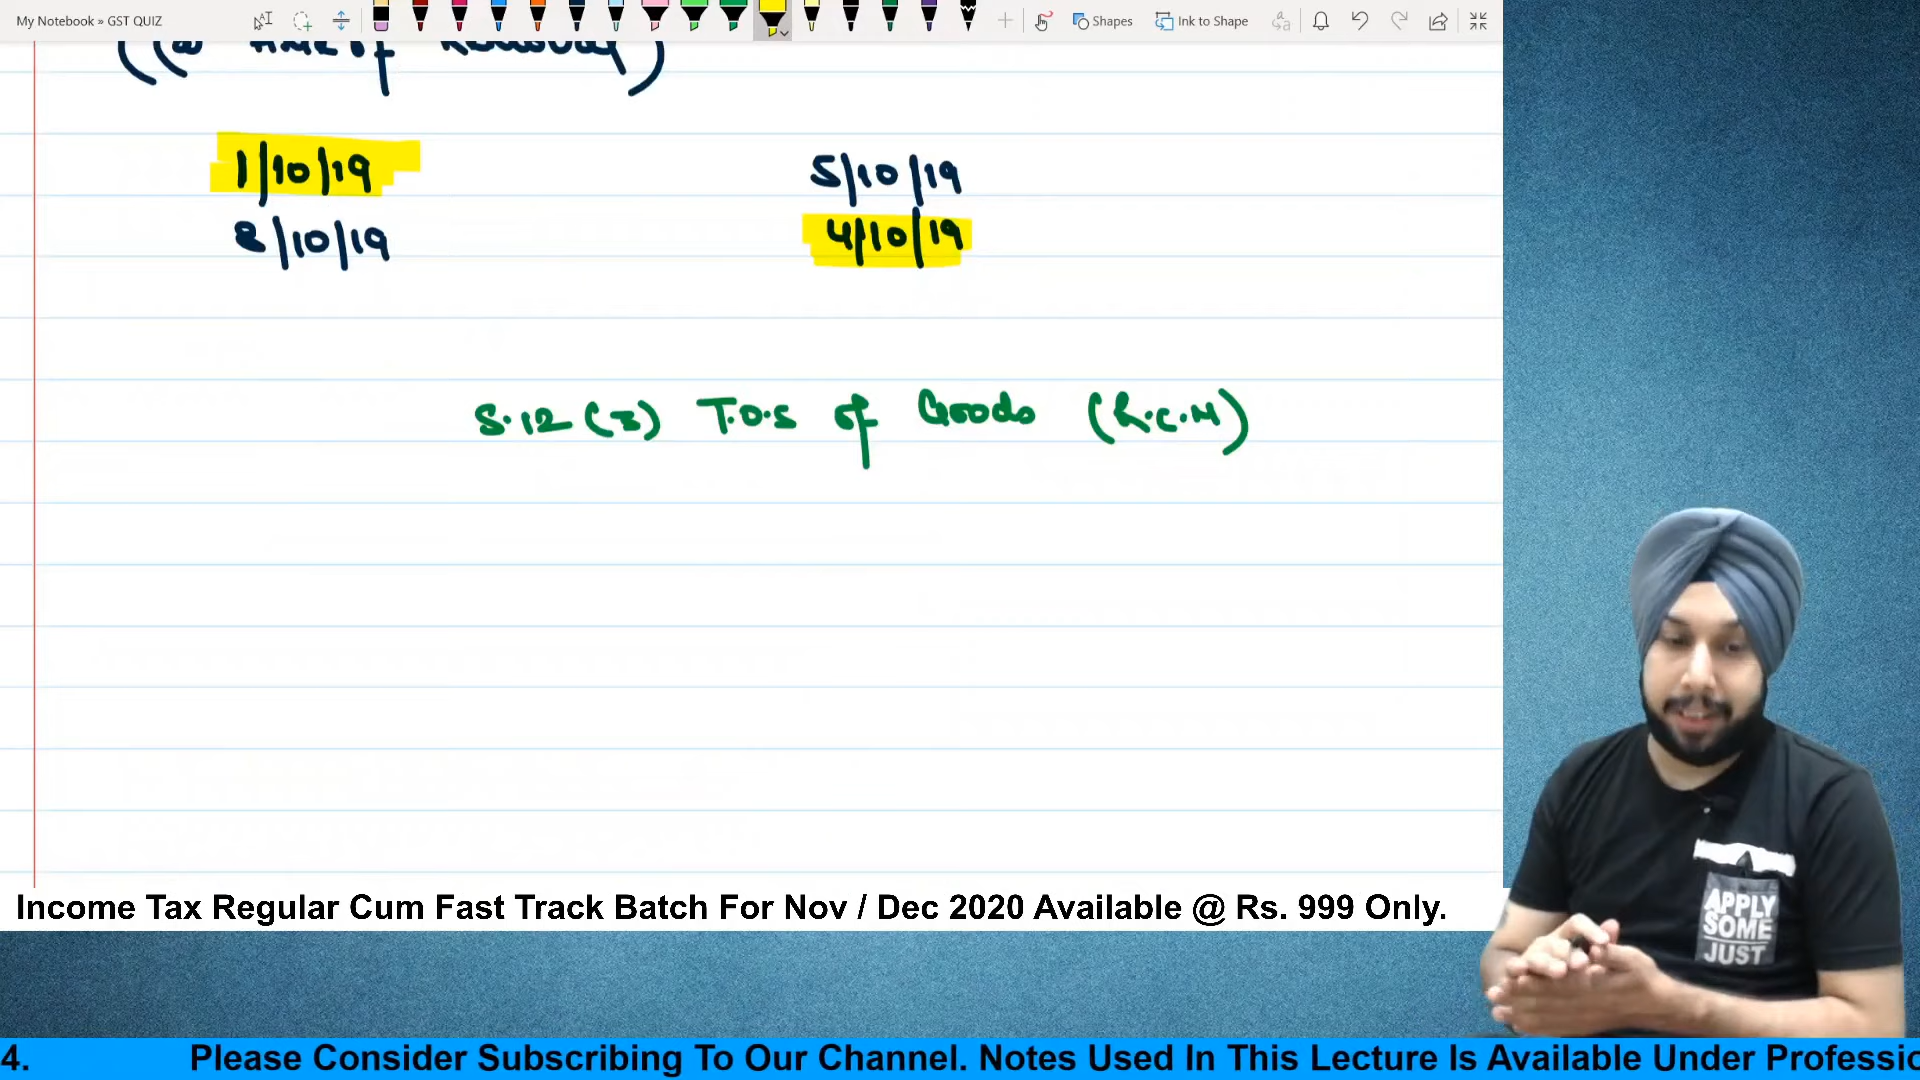 My Notebook » GST QUIZ
Shapes
Ink to Shape
(@ time of Removal)
1/10/19
5/10/19
8/10/19
4/10/19
S.12(3) T.O.S of Goods (R.C.M)
APPLY
SOME
JUST
Income Tax Regular Cum Fast Track Batch For Nov / Dec 2020 Available @ Rs. 999 Only.
4. Please Consider Subscribing To Our Channel. Notes Used In This Lecture Is Available Under Professio